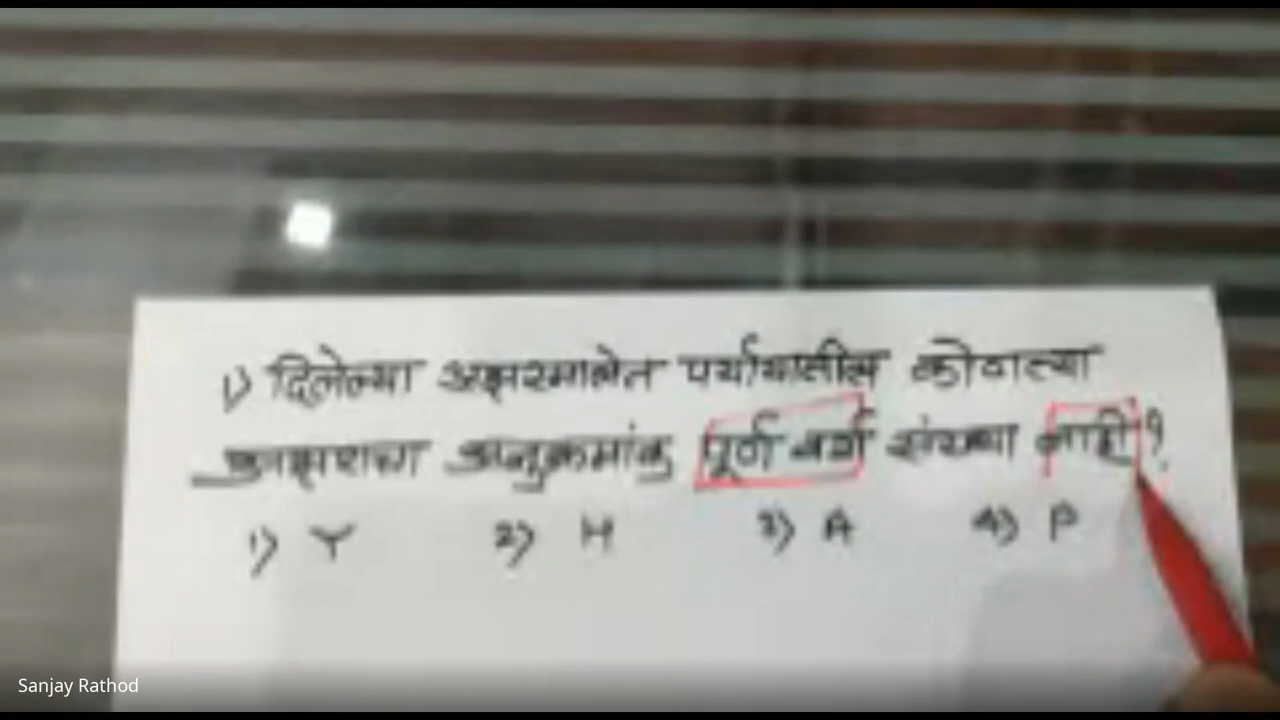 1) दिलेल्या अक्षरमालेत पर्यायातील कोणत्या
अक्षराचा अनुक्रमांक पूर्ण वर्ग संख्या नाही ?
1) Y 2) H 3) A 4) P
Sanjay Rathod